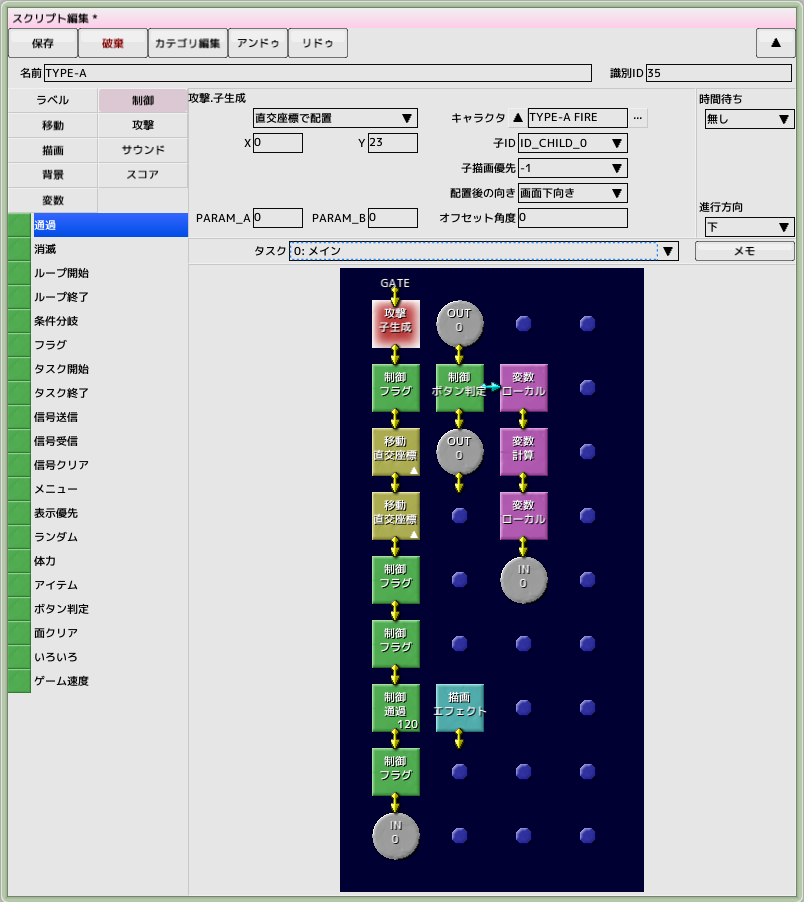 スクリプト編集 *
保存 破棄 カテゴリ編集 アンドゥ リドゥ ▲
名前 TYPE-A 識別ID 35
ラベル 制御
移動 攻撃
描画 サウンド
背景 スコア
変数
通過
消滅
ループ開始
ループ終了
条件分岐
フラグ
タスク開始
タスク終了
信号送信
信号受信
信号クリア
メニュー
表示優先
ランダム
体力
アイテム
ボタン判定
面クリア
いろいろ
ゲーム速度
攻撃.子生成
直交座標で配置 ▼ キャラクタ ▲ TYPE-A FIRE ...
X 0 Y 23 子ID ID_CHILD_0 ▼
子描画優先 -1 ▼
配置後の向き 画面下向き ▼
PARAM_A 0 PARAM_B 0 オフセット角度 0
時間待ち
無し ▼
進行方向
下 ▼
タスク 0: メイン ▼ メモ
GATE
攻撃
子生成
OUT
0
制御
フラグ
制御
ボタン判定
変数
ローカル
移動
直交座標
OUT
0
変数
計算
移動
直交座標
変数
ローカル
制御
フラグ
IN
0
制御
フラグ
制御
通過
120
描画
エフェクト
制御
フラグ
IN
0